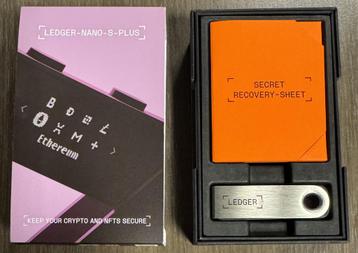 LEDGER-NANO-S-PLUS
Ethereum
KEEP YOUR CRYPTO AND NFTS SECURE
SECRET
RECOVERY-SHEET
LEDGER